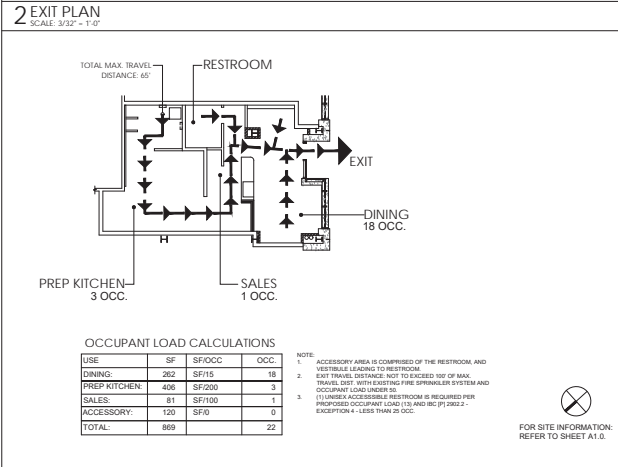 2 EXIT PLAN
SCALE: 3/32" = 1'-0"
TOTAL MAX. TRAVEL
DISTANCE: 65'
RESTROOM
EXIT
DINING
18 OCC.
PREP KITCHEN
3 OCC.
SALES
1 OCC.
OCCUPANT LOAD CALCULATIONS
USE SF SF/OCC OCC.
DINING: 262 SF/15 18
PREP KITCHEN: 406 SF/200 3
SALES: 81 SF/100 1
ACCESSORY: 120 SF/0 0
TOTAL: 869 22
NOTE:
1. ACCESSORY AREA IS COMPRISED OF THE RESTROOM, AND
VESTIBULE LEADING TO RESTROOM.
2. EXIT TRAVEL DISTANCE: NOT TO EXCEED 100' OF MAX.
TRAVEL DIST. WITH EXISTING FIRE SPRINKLER SYSTEM AND
OCCUPANT LOAD UNDER 50.
3. (1) UNISEX ACCESSSIBLE RESTROOM IS REQUIRED PER
PROPOSED OCCUPANT LOAD (13) AND IBC [P] 2902.2 -
EXCEPTION 4 - LESS THAN 25 OCC.
FOR SITE INFORMATION:
REFER TO SHEET A1.0.